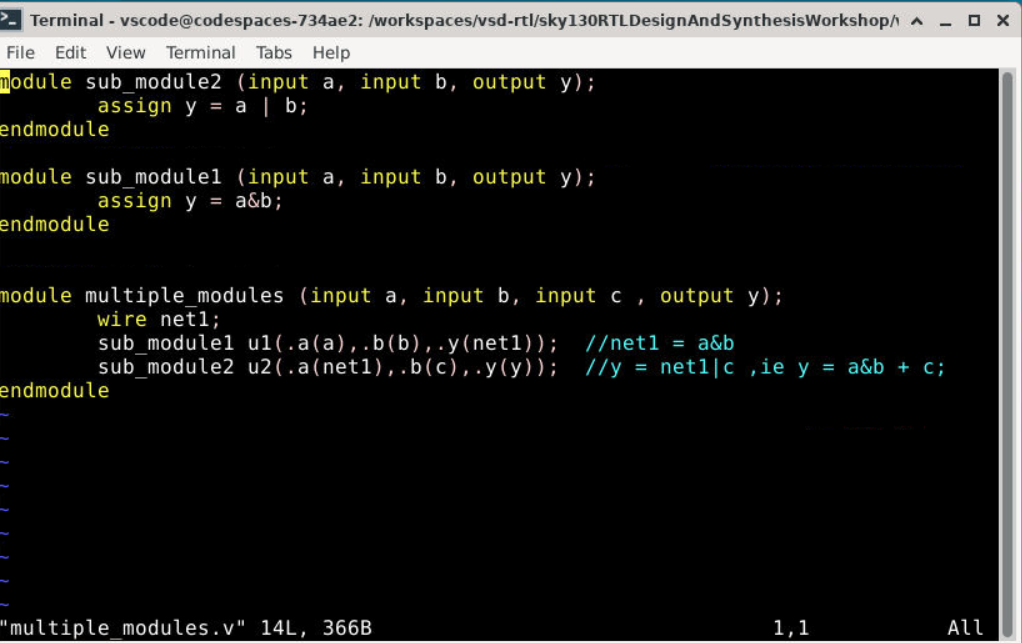 Terminal - vscode@codespaces-734ae2: /workspaces/vsd-rtl/sky130RTLDesignAndSynthesisWorkshop/
File Edit View Terminal Tabs Help
module sub_module2 (input a, input b, output y);
        assign y = a | b;
endmodule

module sub_module1 (input a, input b, output y);
        assign y = a&b;
endmodule


module multiple_modules (input a, input b, input c , output y);
        wire net1;
        sub_module1 u1(.a(a),.b(b),.y(net1));  //net1 = a&b
        sub_module2 u2(.a(net1),.b(c),.y(y));  //y = net1|c ,ie y = a&b + c;
endmodule
~
~
~
~
~
~
~
~
~
"multiple_modules.v" 14L, 366B 1,1 All